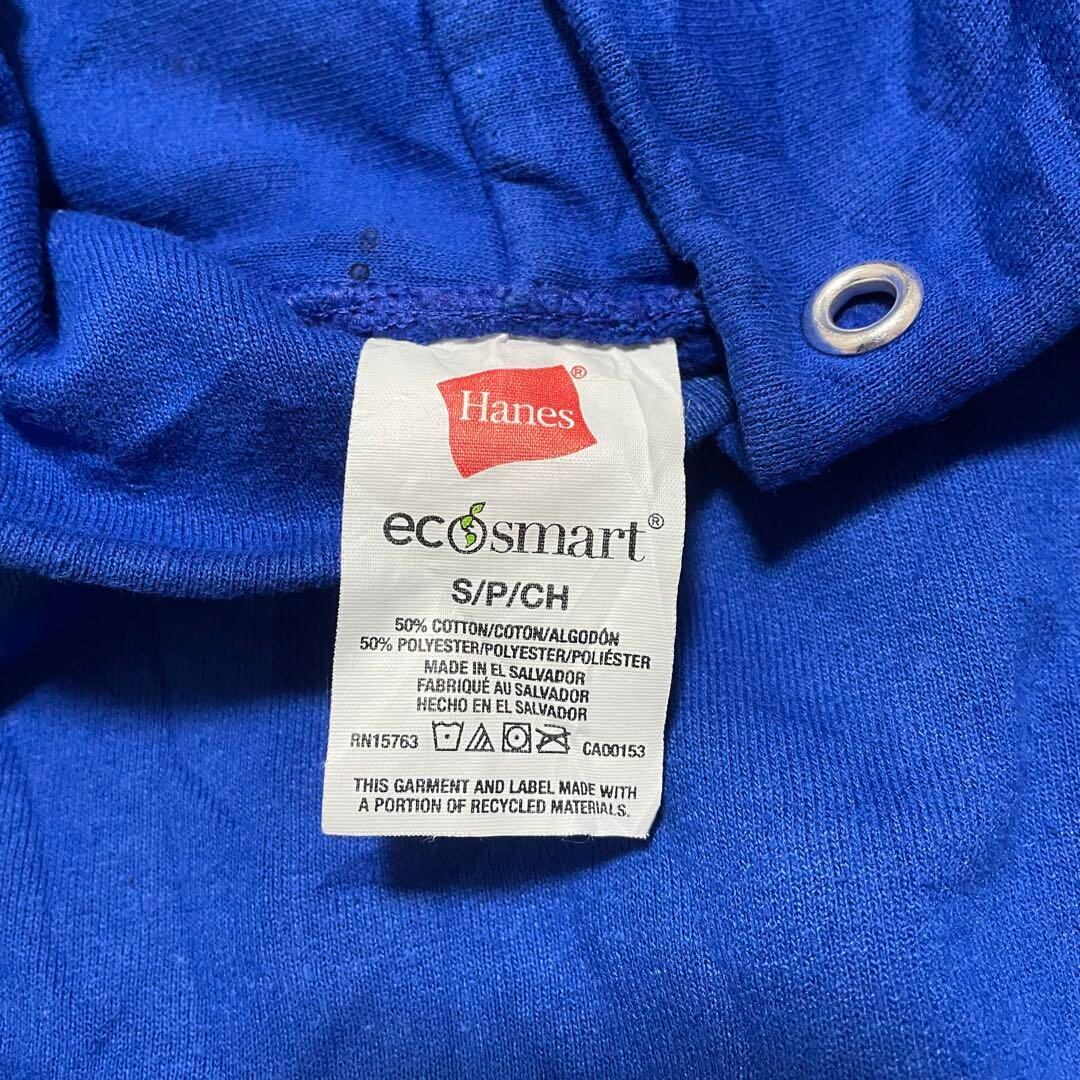 Hanes®
ecosmart®
S/P/CH
50% COTTON/COTON/ALGODÓN
50% POLYESTER/POLYESTER/POLIÉSTER
MADE IN EL SALVADOR
FABRIQUÉ AU SALVADOR
HECHO EN EL SALVADOR
RN15763 CA00153
THIS GARMENT AND LABEL MADE WITH
A PORTION OF RECYCLED MATERIALS.